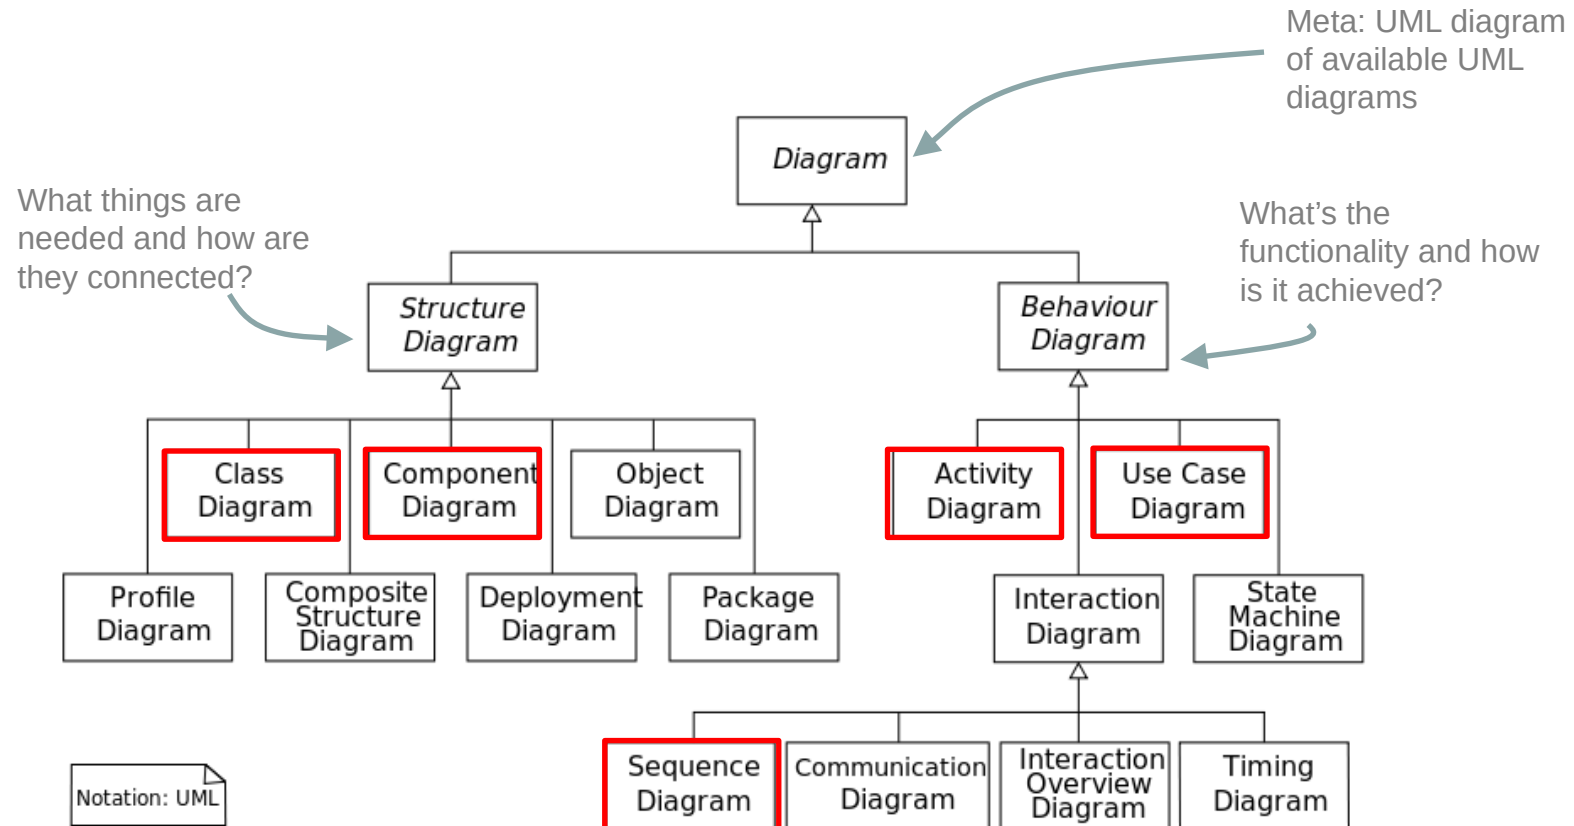 Meta: UML diagram
of available UML
diagrams
Diagram
What things are
needed and how are
they connected?
What’s the
functionality and how
is it achieved?
Structure
Diagram
Behaviour
Diagram
Class
Diagram
Component
Diagram
Object
Diagram
Activity
Diagram
Use Case
Diagram
Profile
Diagram
Composite
Structure
Diagram
Deployment
Diagram
Package
Diagram
Interaction
Diagram
State
Machine
Diagram
Sequence
Diagram
Communication
Diagram
Interaction
Overview
Diagram
Timing
Diagram
Notation: UML